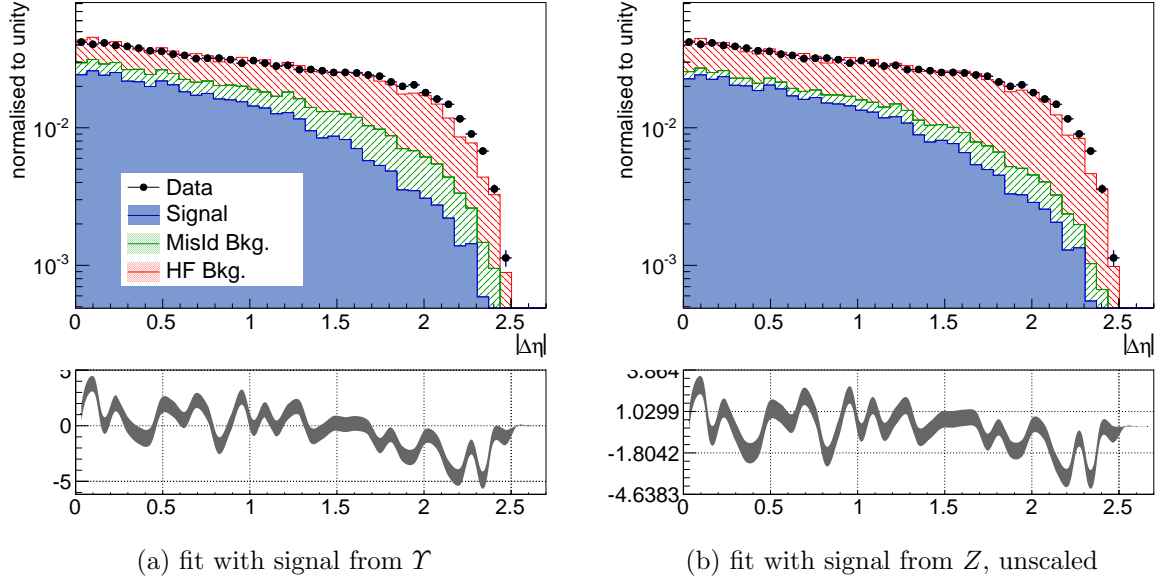 normalised to unity
10-2
10-3
Data
Signal
MisId Bkg.
HF Bkg.
0 0.5 1 1.5 2 2.5
|Δη|
5
0
-5
0 0.5 1 1.5 2 2.5
(a) fit with signal from ϒ
normalised to unity
10-2
10-3
0 0.5 1 1.5 2 2.5
|Δη|
3.864
1.0299
-1.8042
-4.6383
0 0.5 1 1.5 2 2.5
(b) fit with signal from Z, unscaled